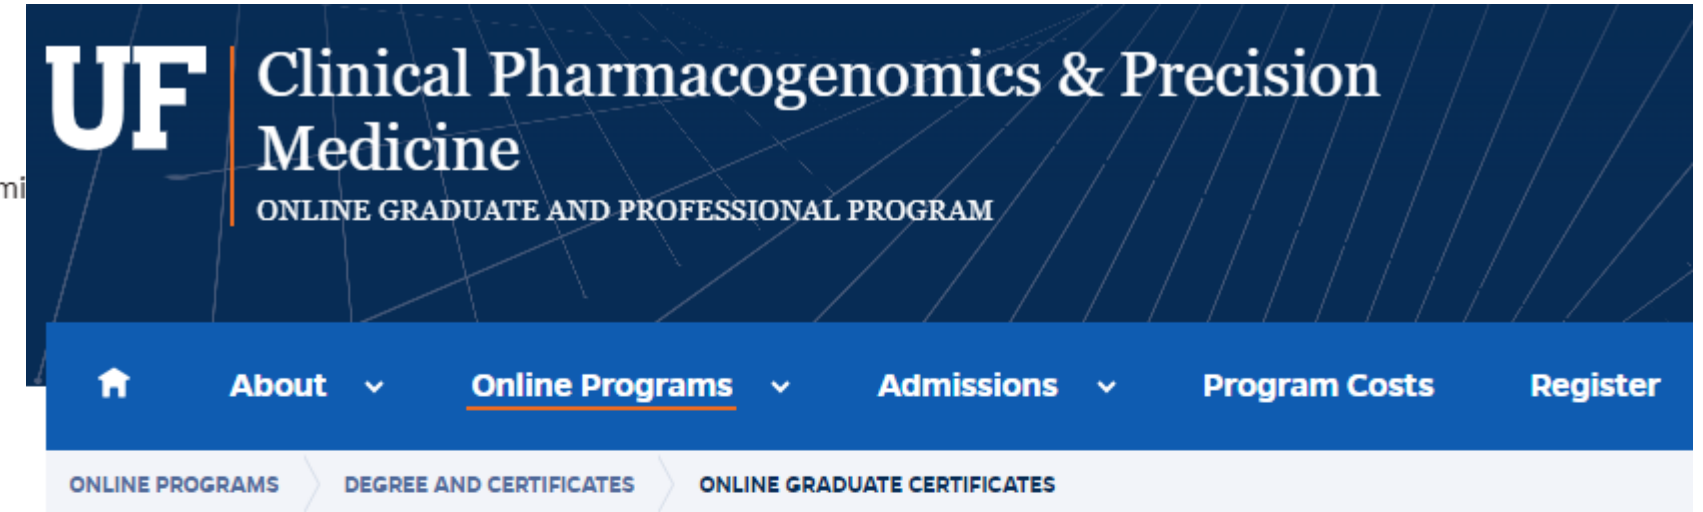 UF
Clinical Pharmacogenomics & Precision
Medicine
ONLINE GRADUATE AND PROFESSIONAL PROGRAM
mi
About Online Programs Admissions Program Costs Register
ONLINE PROGRAMS DEGREE AND CERTIFICATES ONLINE GRADUATE CERTIFICATES